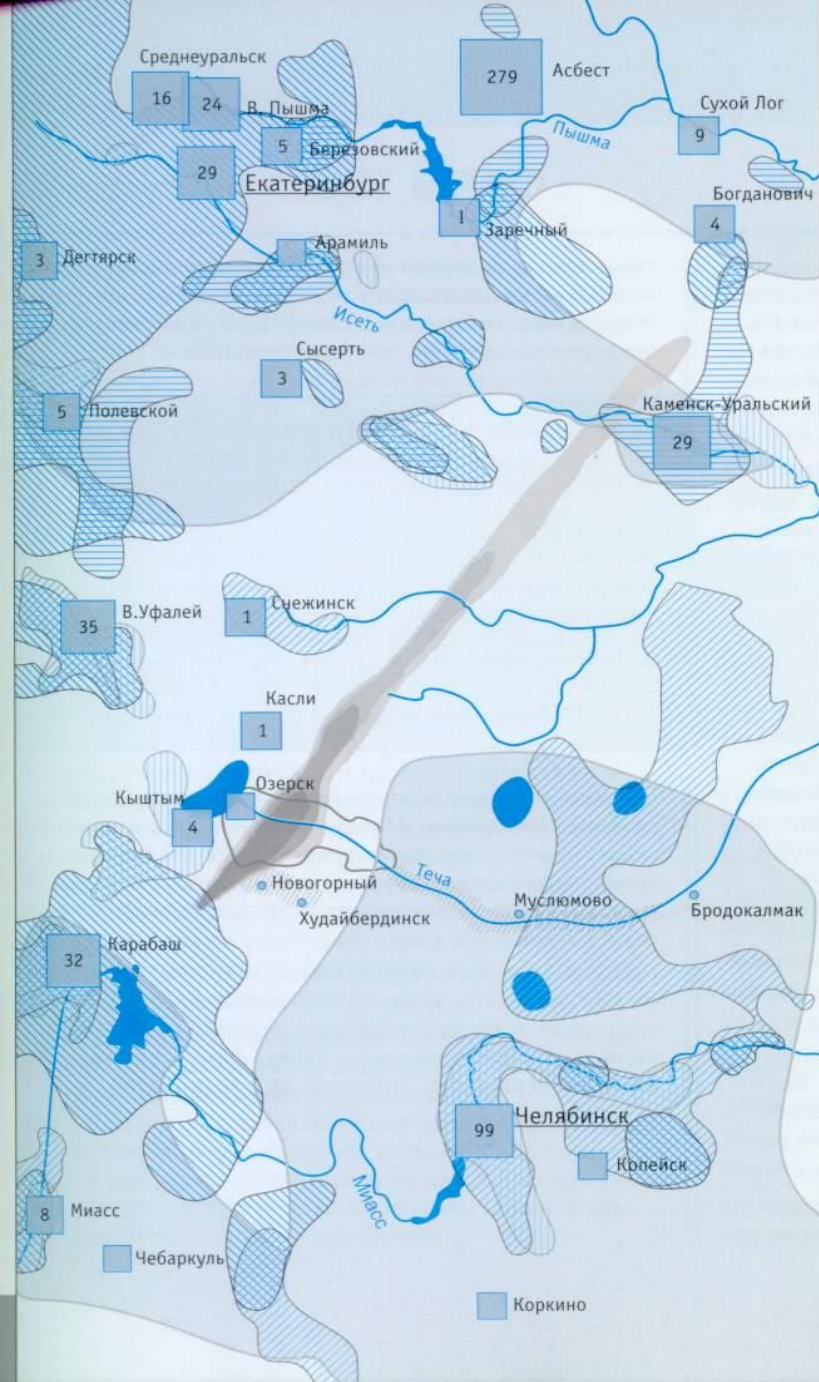 Среднеуральск
16
24
В. Пышма
279
Асбест
Сухой Лог
9
Пышма
5
Березовский
29
Екатеринбург
Богданович
4
1
Заречный
3
Дегтярск
Арамиль
Исеть
Сысерть
3
5
Полевской
Каменск-Уральский
29
В.Уфалей
35
1
Снежинск
Касли
1
Озерск
Кыштым
4
Теча
Новогорный
Худайбердинск
Муслюмово
Бродокалмак
Карабаш
32
99
Челябинск
Копейск
Миасс
8
Миасс
Чебаркуль
Коркино